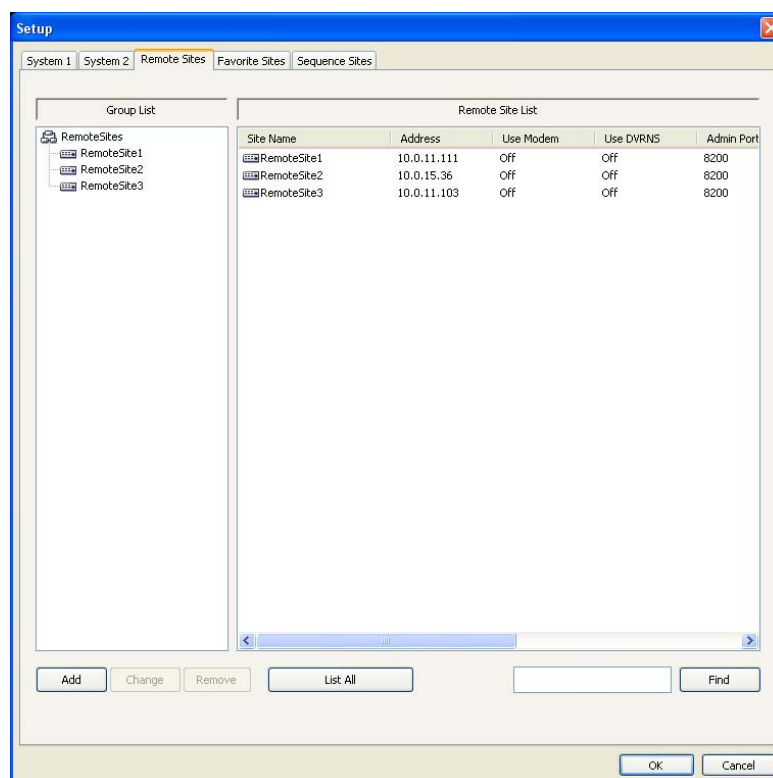 Setup
System 1 System 2 Remote Sites Favorite Sites Sequence Sites
Group List
Remote Site List
RemoteSites
RemoteSite1
RemoteSite2
RemoteSite3
Site Name Address Use Modem Use DVRNS Admin Port
RemoteSite1 10.0.11.111 Off Off 8200
RemoteSite2 10.0.15.36 Off Off 8200
RemoteSite3 10.0.11.103 Off Off 8200
Add Change Remove List All Find
OK Cancel